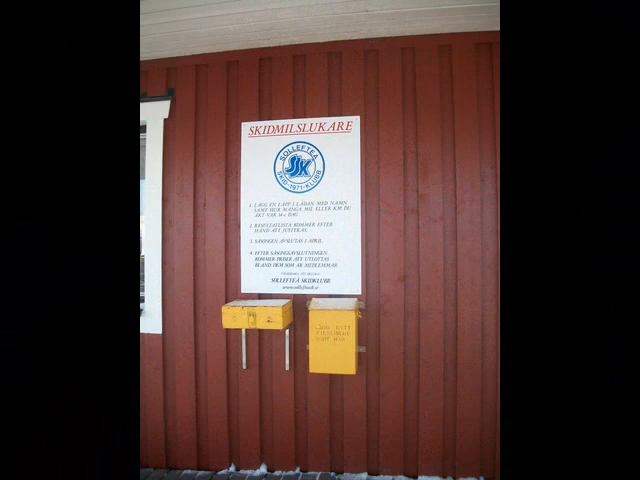 SKIDMILSLUKARE
SOLLEFTEÅ
SSK
SKID-1971-KLUBB
1. LÄGG EN LAPP I LÅDAN MED NAMN
SAMT HUR MÅNGA MIL ELLER KM DU
ÅKT VAR 14:e DAG.
2. RESULTATLISTA KOMMER EFTER
HAND ATT JUSTERAS.
3. SÄSONGEN AVSLUTAS I APRIL.
4. EFTER SÄSONGAVSLUTNINGEN
KOMMER PRISER ATT UTLOTTAS
BLAND DEM SOM ÄR MEDLEMMAR.
SOLLEFTEÅ SKIDKLUBB